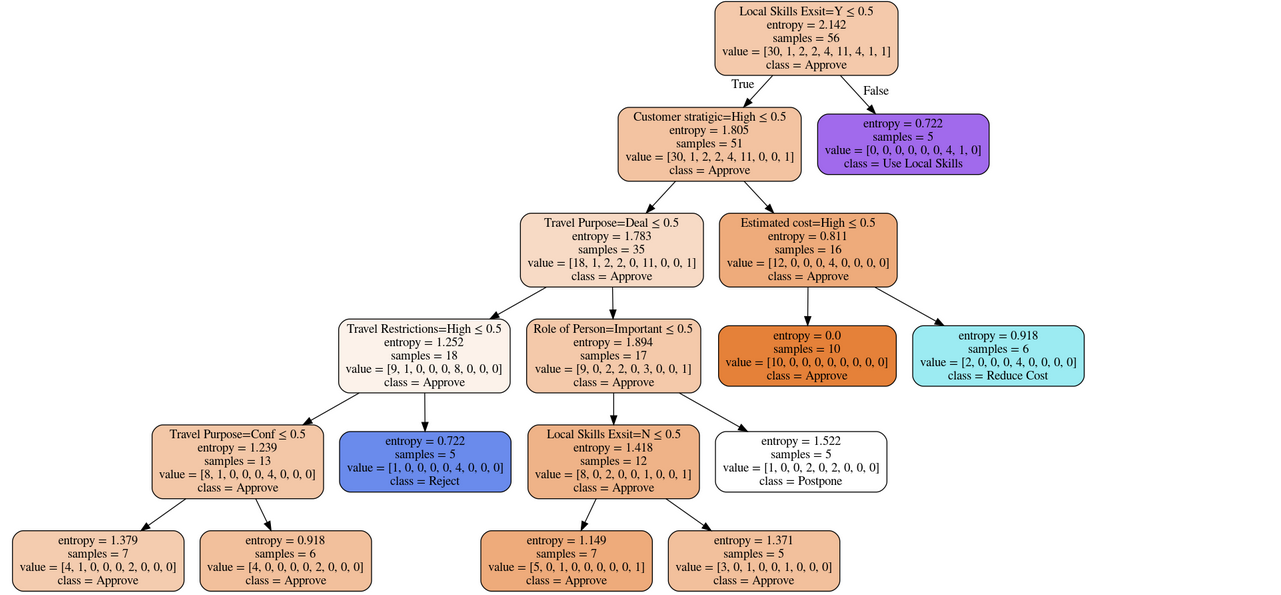 Local Skills Exsit=Y ≤ 0.5
entropy = 2.142
samples = 56
value = [30, 1, 2, 2, 4, 11, 4, 1, 1]
class = Approve
True
False
Customer stratigic=High ≤ 0.5
entropy = 1.805
samples = 51
value = [30, 1, 2, 2, 4, 11, 0, 0, 1]
class = Approve
entropy = 0.722
samples = 5
value = [0, 0, 0, 0, 0, 0, 4, 1, 0]
class = Use Local Skills
Travel Purpose=Deal ≤ 0.5
entropy = 1.783
samples = 35
value = [18, 1, 2, 2, 0, 11, 0, 0, 1]
class = Approve
Estimated cost=High ≤ 0.5
entropy = 0.811
samples = 16
value = [12, 0, 0, 0, 4, 0, 0, 0, 0]
class = Approve
Travel Restrictions=High ≤ 0.5
entropy = 1.252
samples = 18
value = [9, 1, 0, 0, 0, 8, 0, 0, 0]
class = Approve
Role of Person=Important ≤ 0.5
entropy = 1.894
samples = 17
value = [9, 0, 2, 2, 0, 3, 0, 0, 1]
class = Approve
entropy = 0.0
samples = 10
value = [10, 0, 0, 0, 0, 0, 0, 0, 0]
class = Approve
entropy = 0.918
samples = 6
value = [2, 0, 0, 0, 4, 0, 0, 0, 0]
class = Reduce Cost
Travel Purpose=Conf ≤ 0.5
entropy = 1.239
samples = 13
value = [8, 1, 0, 0, 0, 4, 0, 0, 0]
class = Approve
entropy = 0.722
samples = 5
value = [1, 0, 0, 0, 0, 4, 0, 0, 0]
class = Reject
Local Skills Exsit=N ≤ 0.5
entropy = 1.418
samples = 12
value = [8, 0, 2, 0, 0, 1, 0, 0, 1]
class = Approve
entropy = 1.522
samples = 5
value = [1, 0, 0, 2, 0, 2, 0, 0, 0]
class = Postpone
entropy = 1.379
samples = 7
value = [4, 1, 0, 0, 0, 2, 0, 0, 0]
class = Approve
entropy = 0.918
samples = 6
value = [4, 0, 0, 0, 0, 2, 0, 0, 0]
class = Approve
entropy = 1.149
samples = 7
value = [5, 0, 1, 0, 0, 0, 0, 0, 1]
class = Approve
entropy = 1.371
samples = 5
value = [3, 0, 1, 0, 0, 1, 0, 0, 0]
class = Approve